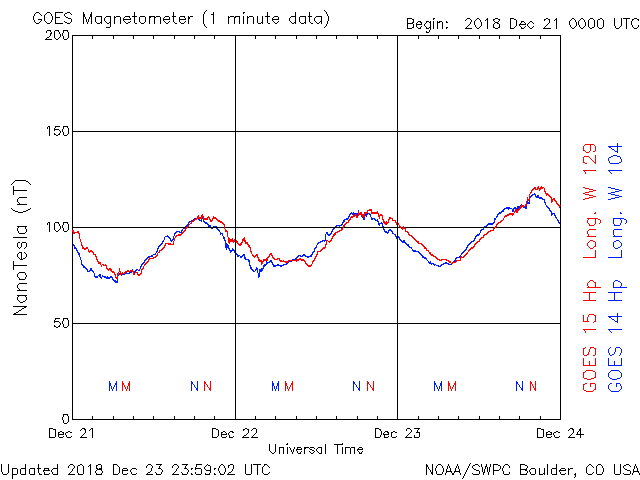 GOES Magnetometer (1 minute data)
Begin: 2018 Dec 21 0000 UTC
200
150
100
50
0
NanoTesla (nT)
M M N N M M N N M M N N
Dec 21 Dec 22 Dec 23 Dec 24
Universal Time
GOES 15 Hp Long. W 129
GOES 14 Hp Long. W 104
Updated 2018 Dec 23 23:59:02 UTC
NOAA/SWPC Boulder, CO USA